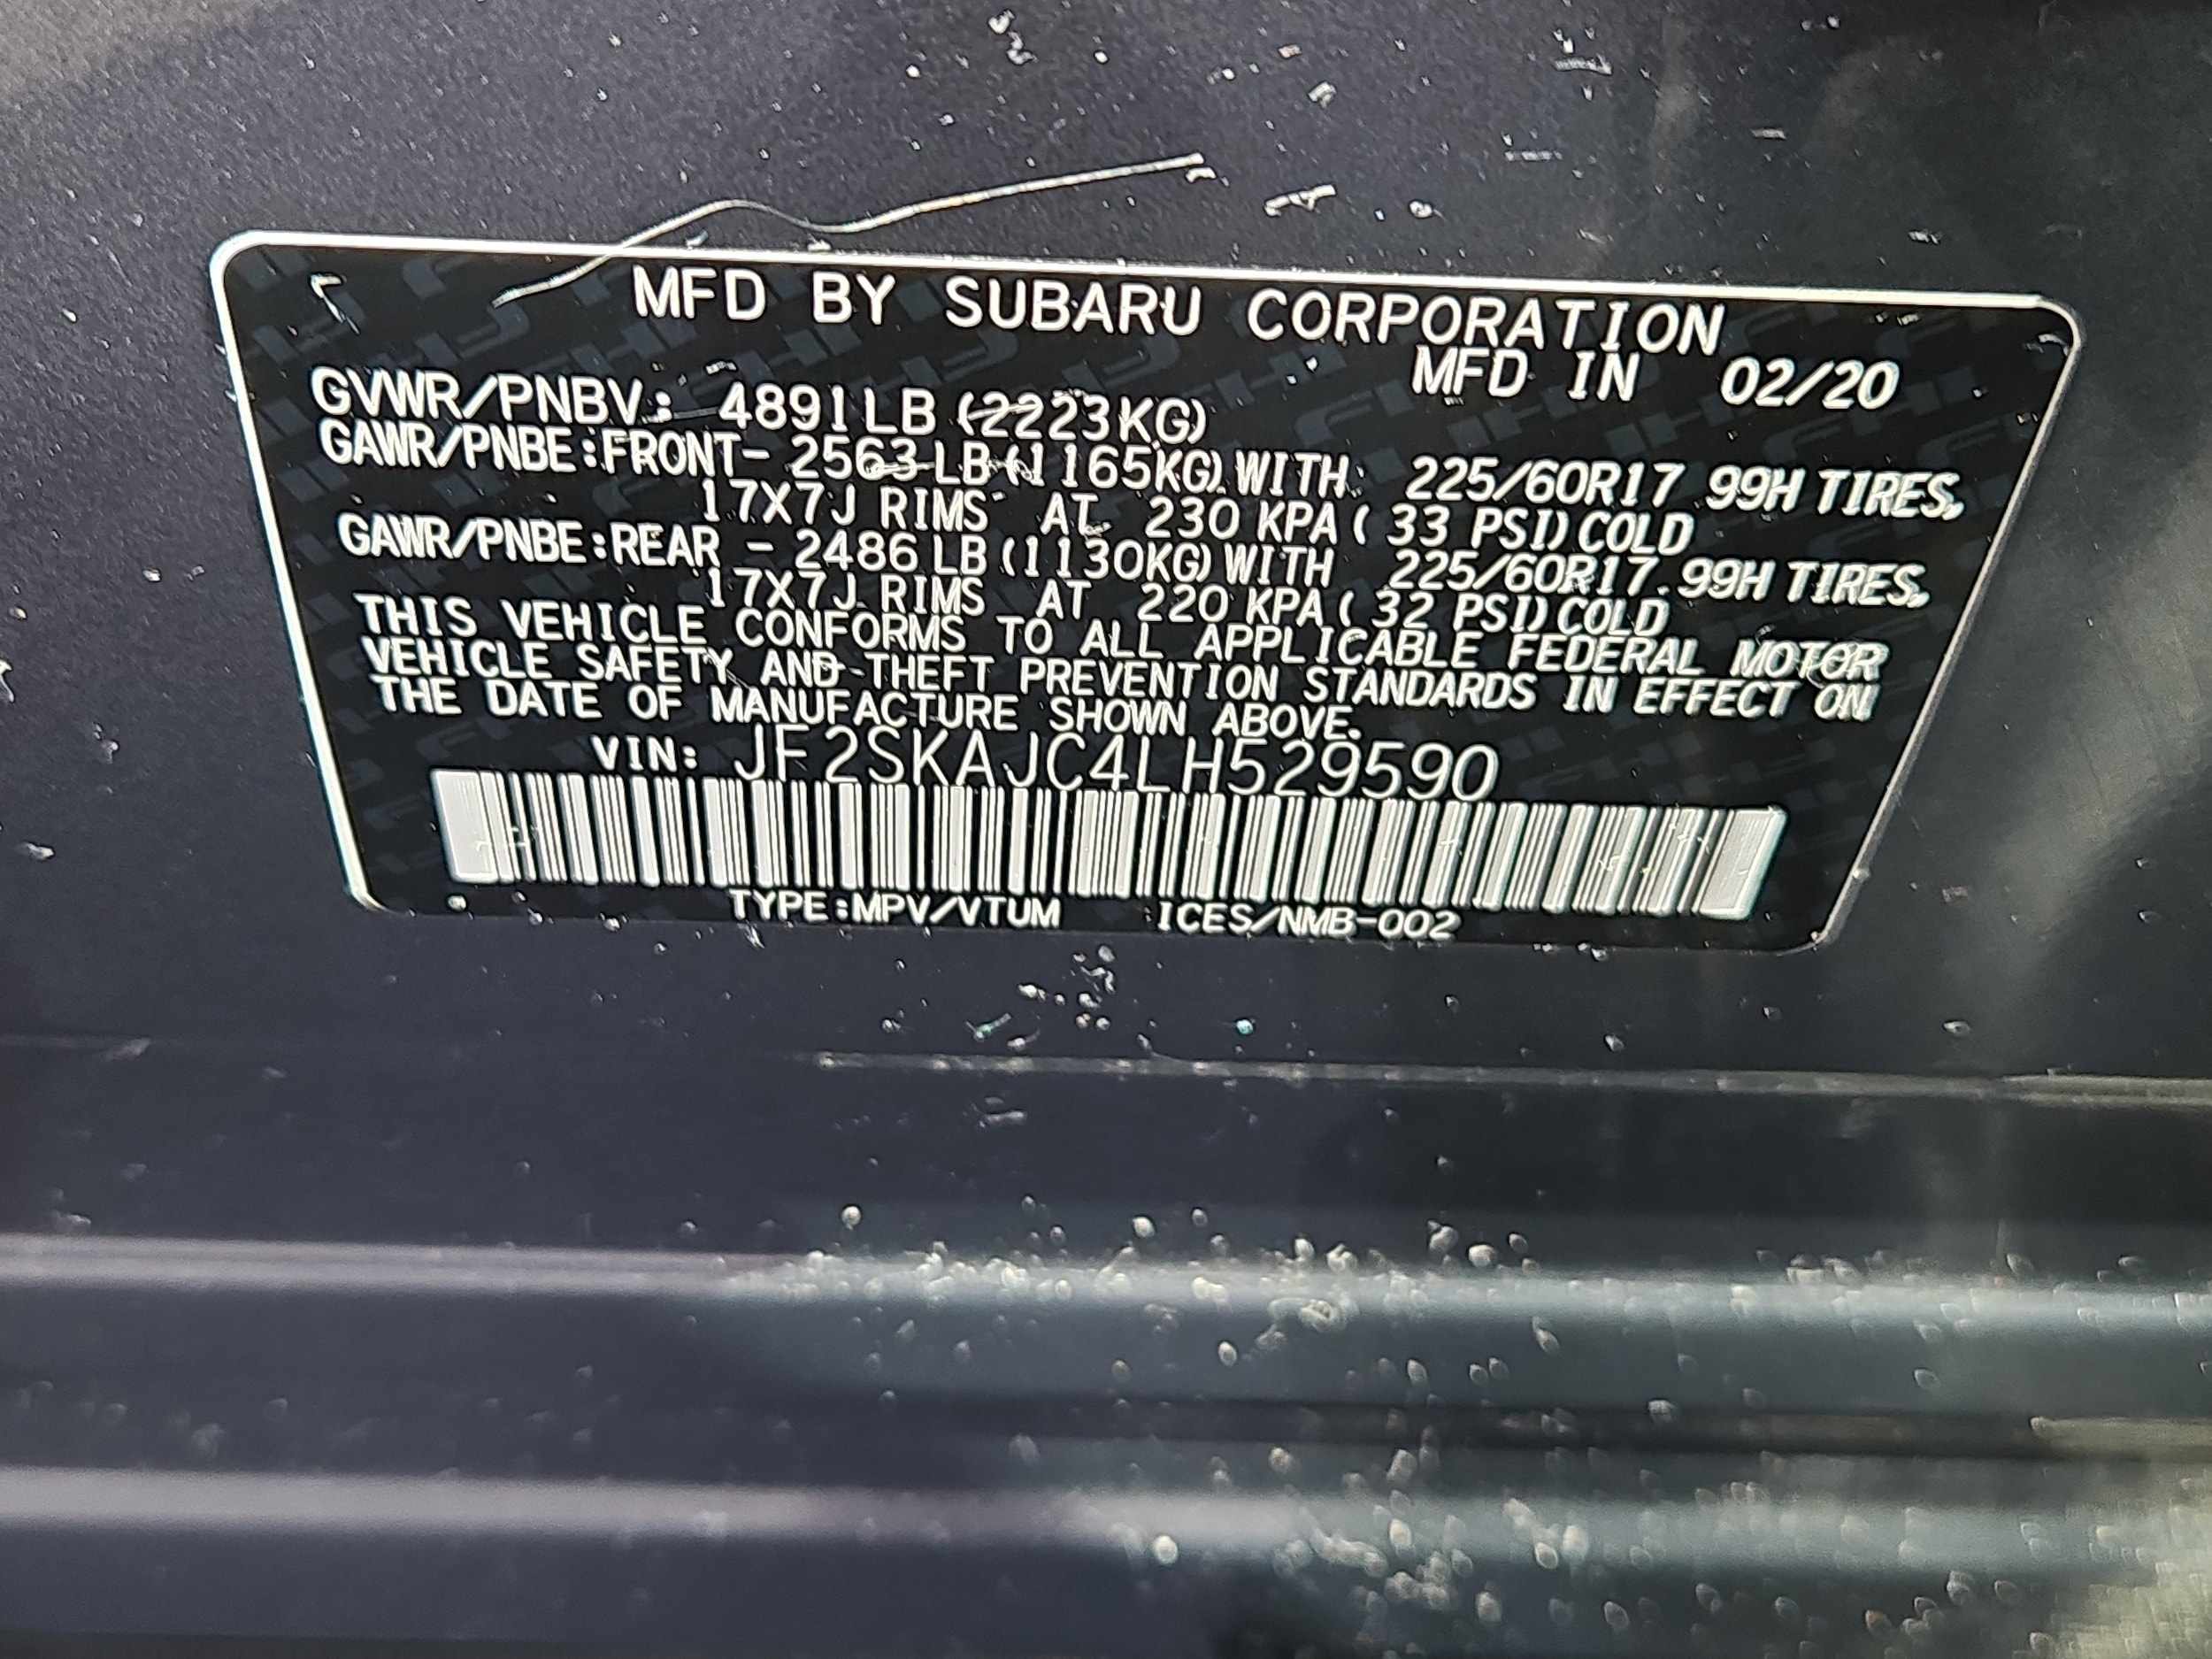 MFD BY SUBARU CORPORATION
MFD IN 02/20
GVWR/PNBV: 4891LB (2223KG)
GAWR/PNBE:FRONT- 2563 LB(1165KG) WITH 225/60R17 99H TIRES,
17X7J RIMS AT 230 KPA ( 33 PSI) COLD
GAWR/PNBE:REAR - 2486 LB(1130KG) WITH 225/60R17 99H TIRES,
17X7J RIMS AT 220 KPA ( 32 PSI) COLD
THIS VEHICLE CONFORMS TO ALL APPLICABLE FEDERAL MOTOR
VEHICLE SAFETY AND THEFT PREVENTION STANDARDS IN EFFECT ON
THE DATE OF MANUFACTURE SHOWN ABOVE.
VIN: JF2SKAJC4LH529590
TYPE:MPV/VTUM ICES/NMB-002